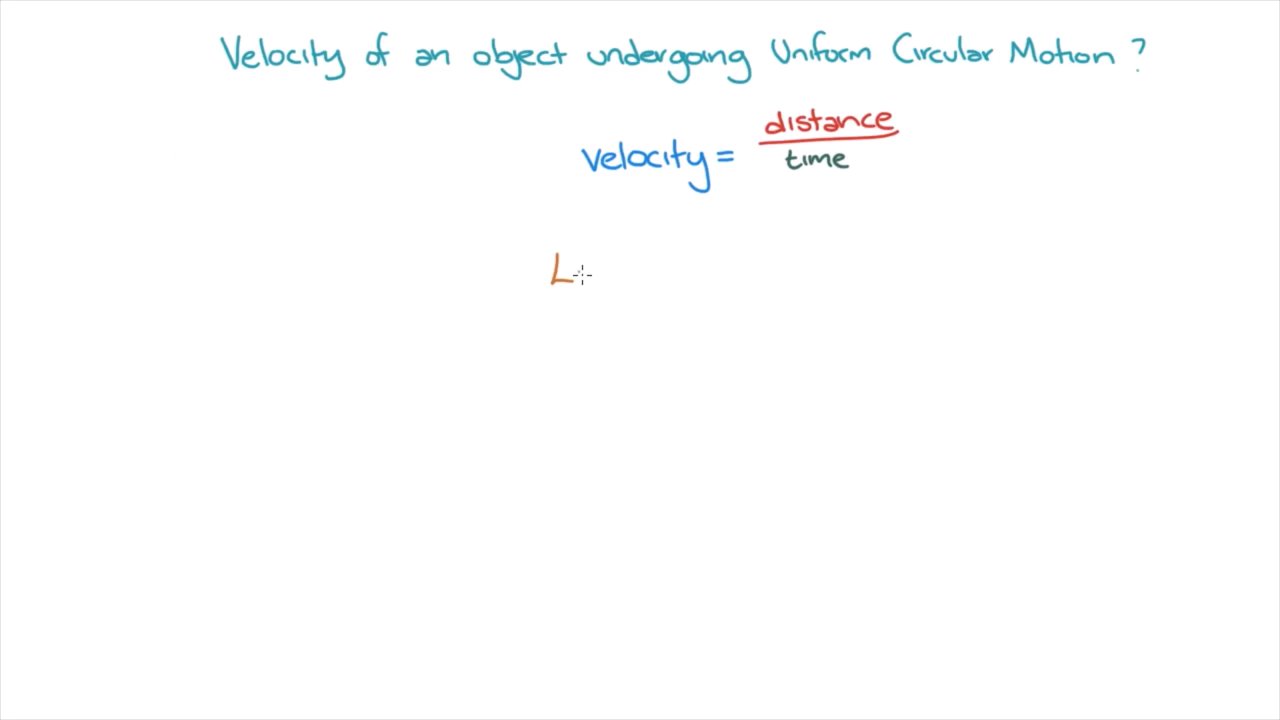 Velocity of an object undergoing Uniform Circular Motion ?
velocity = distance
time
L